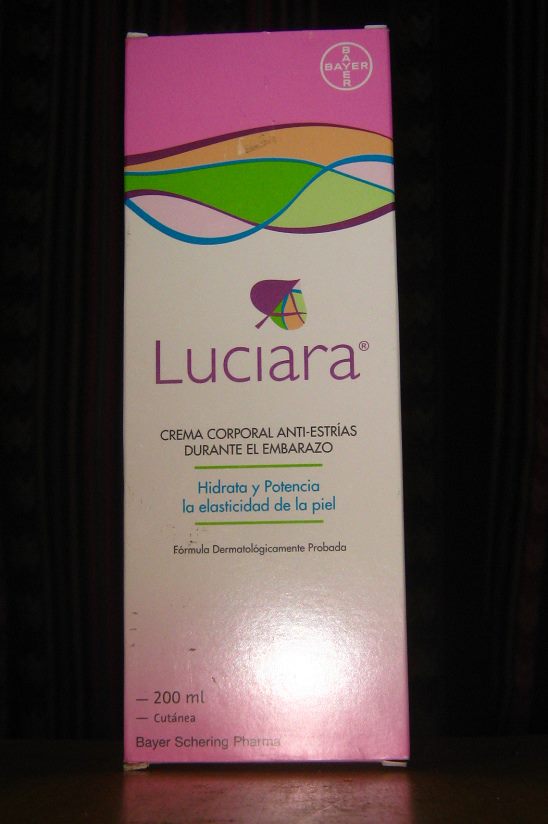 BAYER
BAYER
Luciara®
CREMA CORPORAL ANTI-ESTRÍAS
DURANTE EL EMBARAZO
Hidrata y Potencia
la elasticidad de la piel
Fórmula Dermatológicamente Probada
— 200 ml
— Cutánea
Bayer Schering Pharma